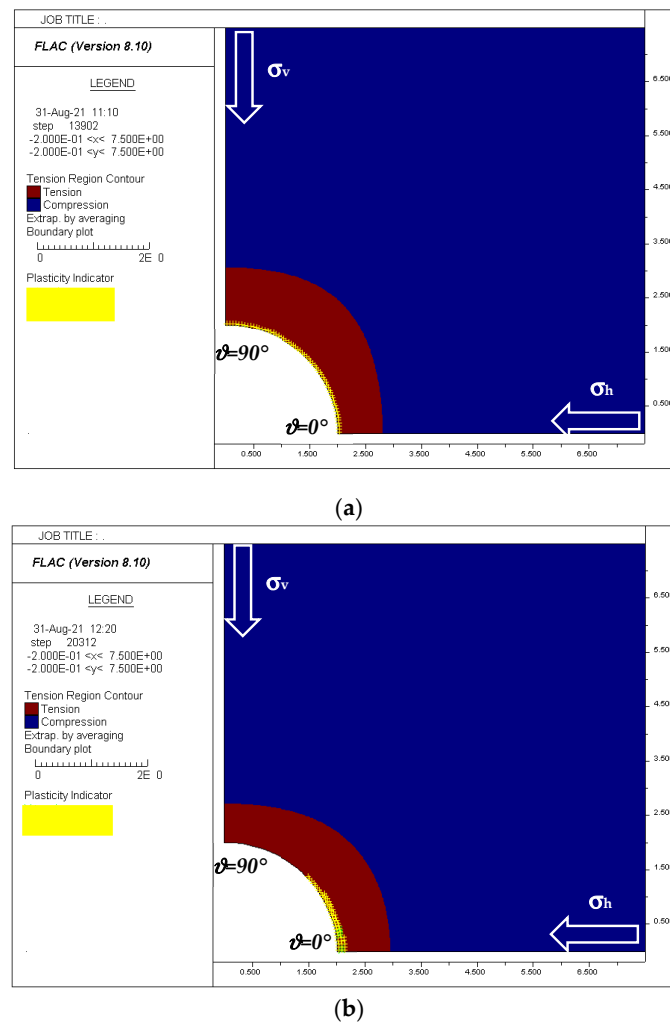 JOB TITLE : .
FLAC (Version 8.10)
LEGEND
31-Aug-21 11:10
step 13902
-2.000E-01 <x< 7.500E+00
-2.000E-01 <y< 7.500E+00
Tension Region Contour
Tension
Compression
Extrap. by averaging
Boundary plot
0 2E 0
Plasticity Indicator
σv
ϑ=90°
ϑ=0°
σh
6.500
5.500
4.500
3.500
2.500
1.500
0.500
0.500 1.500 2.500 3.500 4.500 5.500 6.500
(a)
JOB TITLE : .
FLAC (Version 8.10)
LEGEND
31-Aug-21 12:20
step 20312
-2.000E-01 <x< 7.500E+00
-2.000E-01 <y< 7.500E+00
Tension Region Contour
Tension
Compression
Extrap. by averaging
Boundary plot
0 2E 0
Plasticity Indicator
σv
ϑ=90°
ϑ=0°
σh
6.500
5.500
4.500
3.500
2.500
1.500
0.500
0.500 1.500 2.500 3.500 4.500 5.500 6.500
(b)